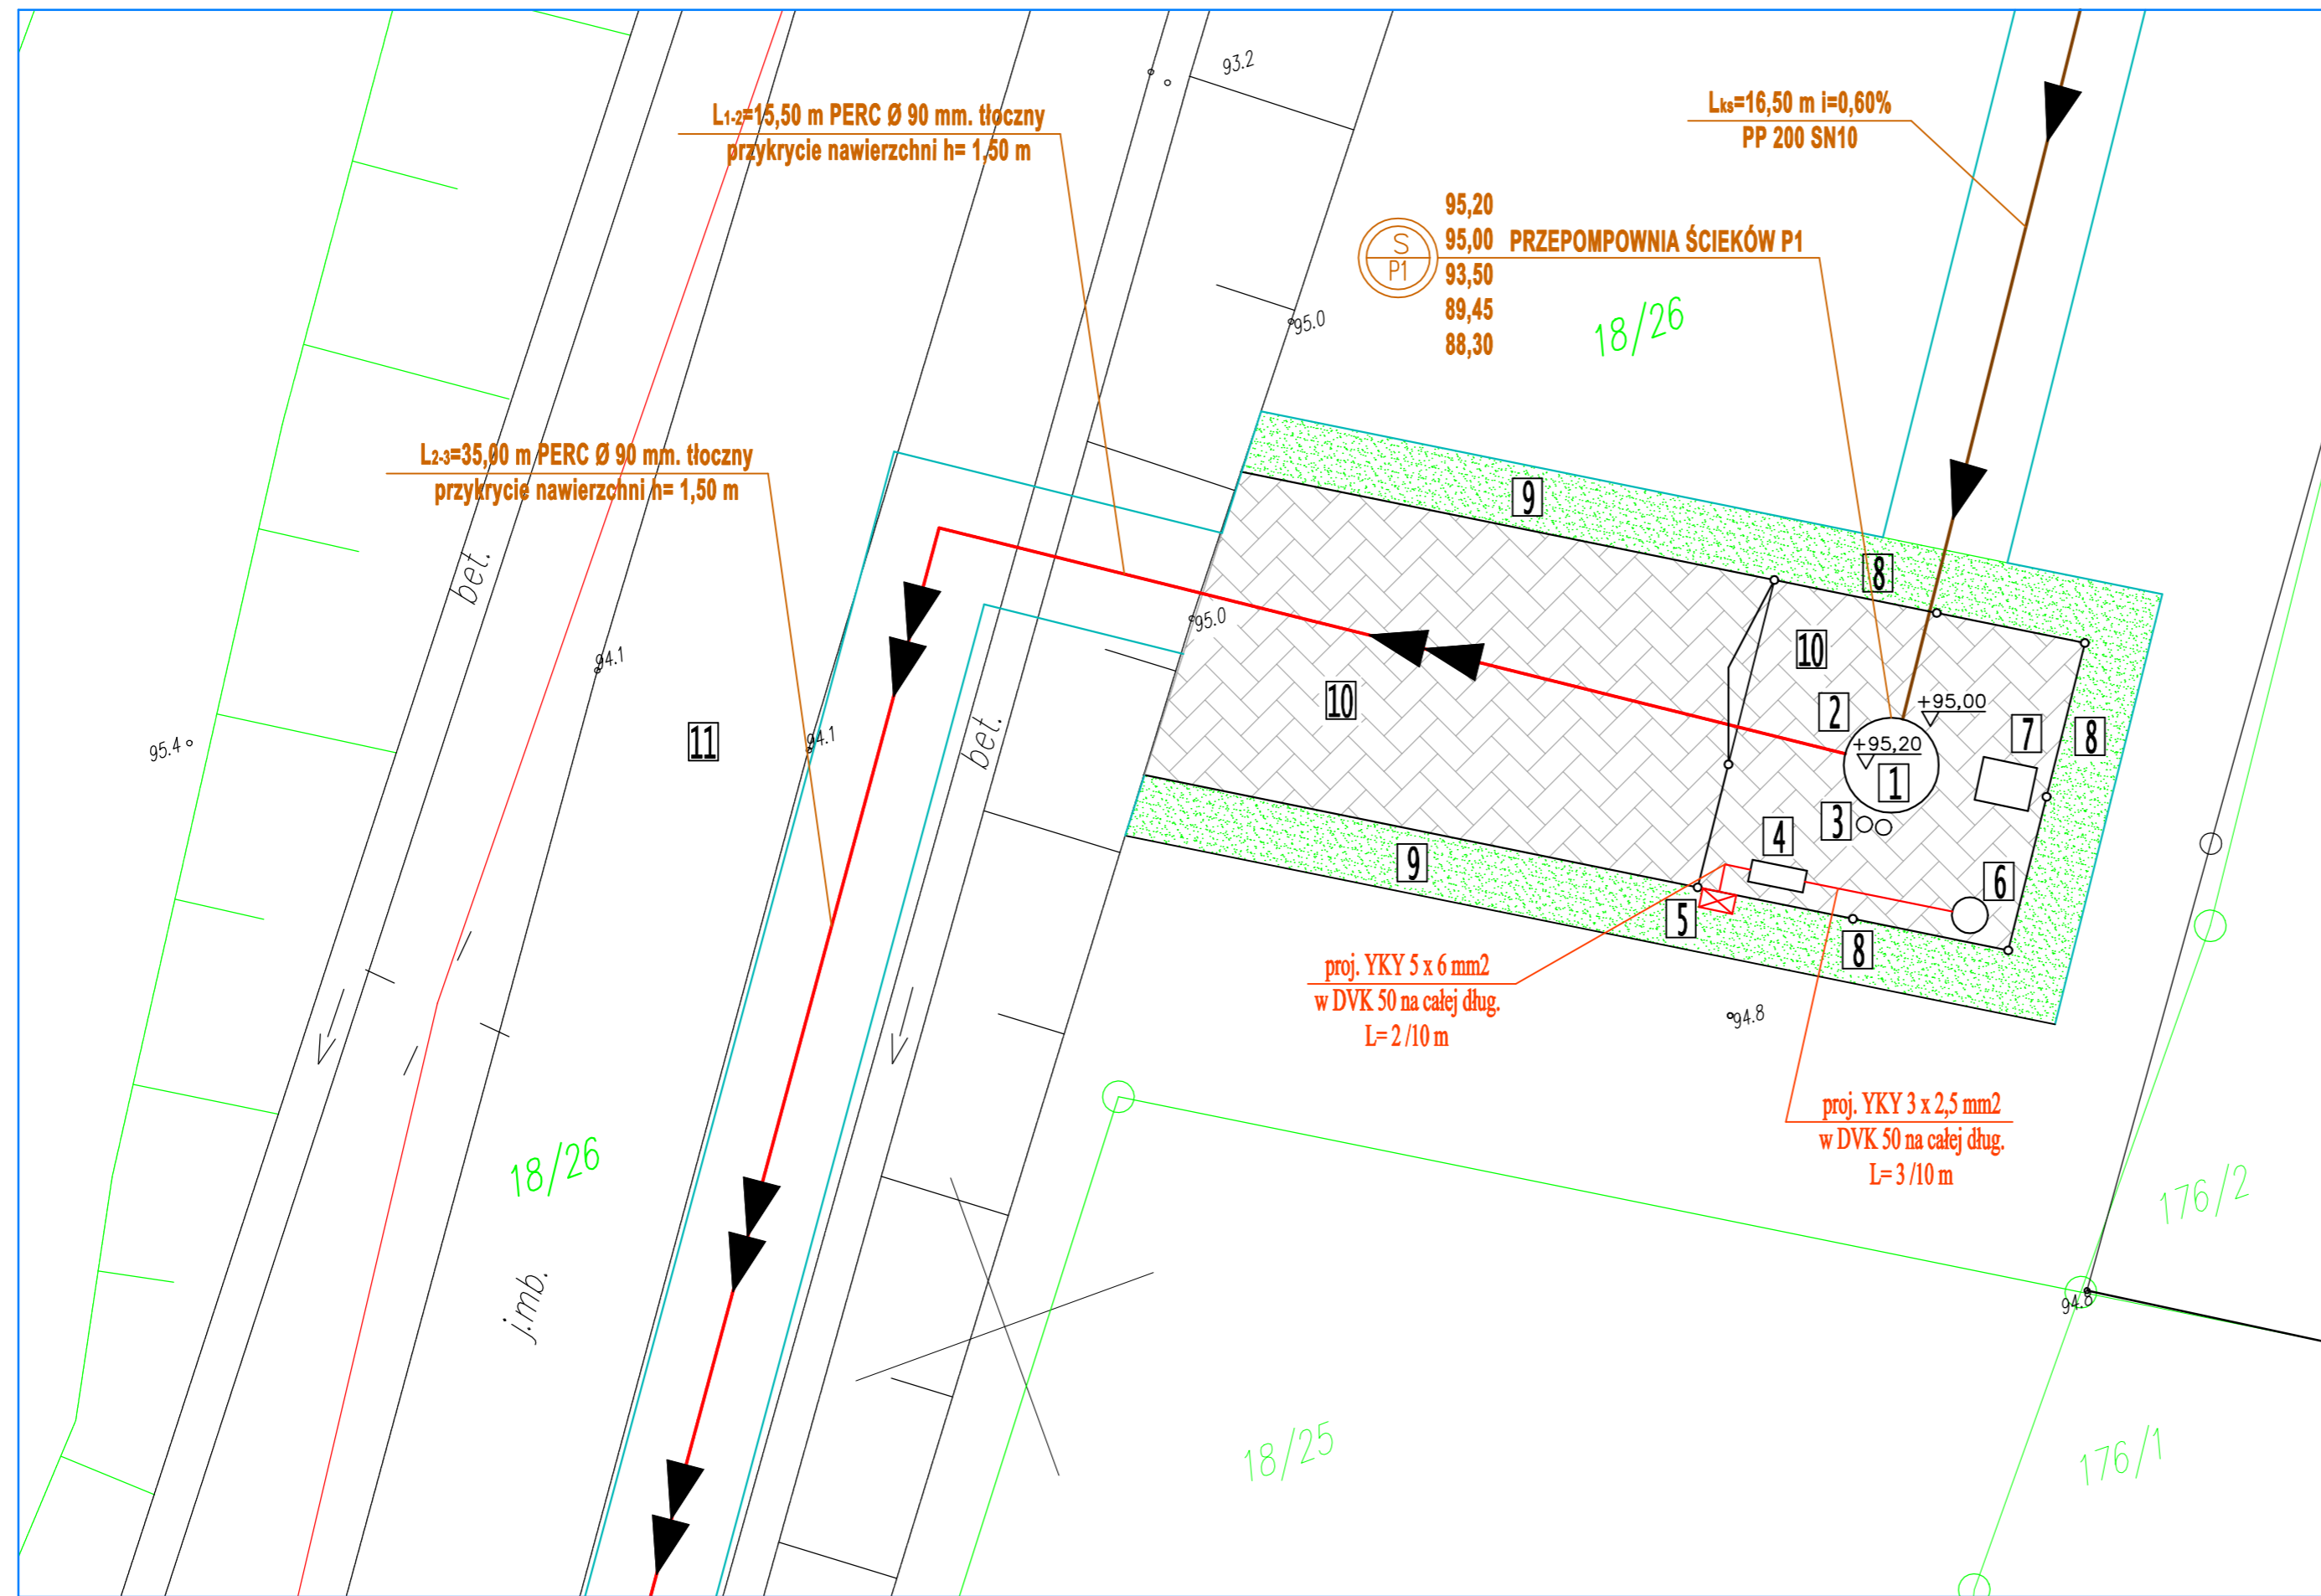 93.2
L1-2=15,50 m PERC Ø 90 mm. tłoczny
przykrycie nawierzchni h= 1,50 m
Lks=16,50 m i=0,60%
PP 200 SN10
95,20
95,00
93,50
89,45
88,30
S
P1
PRZEPOMPOWNIA ŚCIEKÓW P1
18/26
95.0
L2-3=35,00 m PERC Ø 90 mm. tłoczny
przykrycie nawierzchni h= 1,50 m
9
8
bet.
95.0
94.1
10
10
2
+95,00
7
8
95.4
11
94.1
bet.
+95,20
1
3
4
9
6
5
8
proj. YKY 5 x 6 mm2
w DVK 50 na całej dług.
L= 2 /10 m
94.8
proj. YKY 3 x 2,5 mm2
w DVK 50 na całej dług.
L= 3 /10 m
18/26
176/2
j.mb.
94.8
18/25
176/1